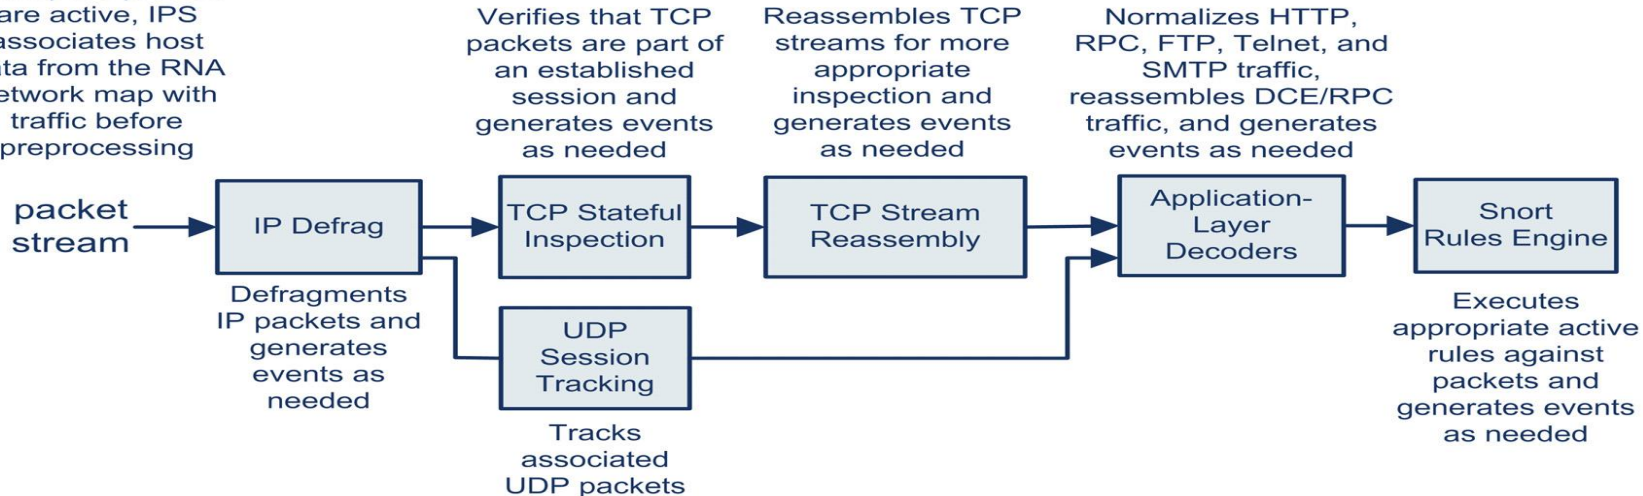 are active, IPS
associates host
data from the RNA
network map with
traffic before
preprocessing
Verifies that TCP
packets are part of
an established
session and
generates events
as needed
Reassembles TCP
streams for more
appropriate
inspection and
generates events
as needed
Normalizes HTTP,
RPC, FTP, Telnet, and
SMTP traffic,
reassembles DCE/RPC
traffic, and generates
events as needed
packet
stream
IP Defrag
TCP Stateful
Inspection
TCP Stream
Reassembly
Application-
Layer
Decoders
Snort
Rules Engine
Defragments
IP packets and
generates
events as
needed
UDP
Session
Tracking
Tracks
associated
UDP packets
Executes
appropriate active
rules against
packets and
generates events
as needed